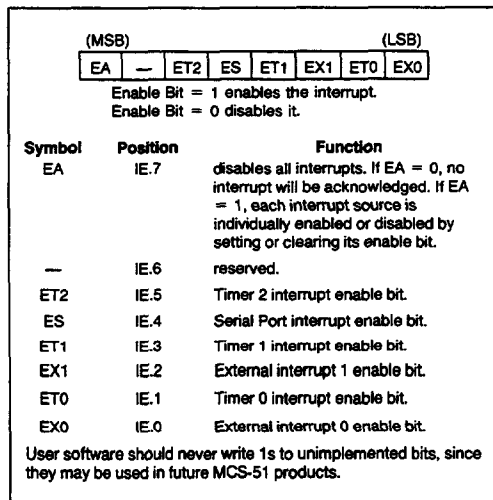 (MSB) (LSB)
EA — ET2 ES ET1 EX1 ET0 EX0
Enable Bit = 1 enables the interrupt.
Enable Bit = 0 disables it.
Symbol Position Function
EA IE.7 disables all interrupts. If EA = 0, no
interrupt will be acknowledged. If EA
= 1, each interrupt source is
individually enabled or disabled by
setting or clearing its enable bit.
— IE.6 reserved.
ET2 IE.5 Timer 2 interrupt enable bit.
ES IE.4 Serial Port interrupt enable bit.
ET1 IE.3 Timer 1 interrupt enable bit.
EX1 IE.2 External interrupt 1 enable bit.
ET0 IE.1 Timer 0 interrupt enable bit.
EX0 IE.0 External interrupt 0 enable bit.
User software should never write 1s to unimplemented bits, since
they may be used in future MCS-51 products.